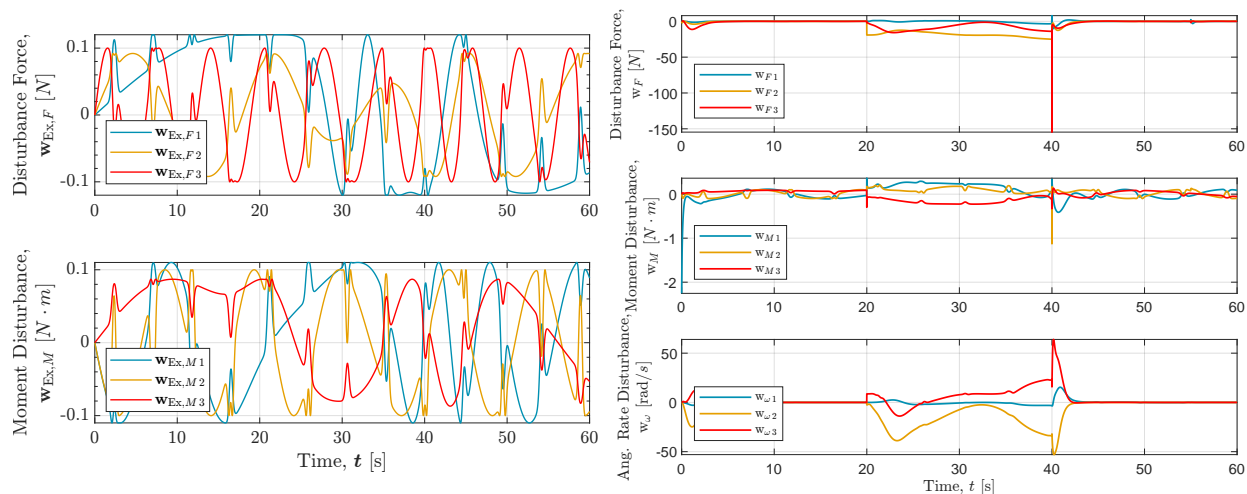 Disturbance Force,
w_Ex,F [N]
0.1
0
-0.1
w_Ex,F1
w_Ex,F2
w_Ex,F3
0 10 20 30 40 50 60
Moment Disturbance,
w_Ex,M [N · m]
0.1
0
-0.1
w_Ex,M1
w_Ex,M2
w_Ex,M3
0 10 20 30 40 50 60
Time, t [s]
Disturbance Force,
w_F [N]
0
-50
-100
-150
w_F1
w_F2
w_F3
0 10 20 30 40 50 60
Moment Disturbance,
w_M [N · m]
0
-1
-2
w_M1
w_M2
w_M3
0 10 20 30 40 50 60
Ang. Rate Disturbance,
w_ω [rad/s]
50
0
-50
w_ω1
w_ω2
w_ω3
0 10 20 30 40 50 60
Time, t [s]